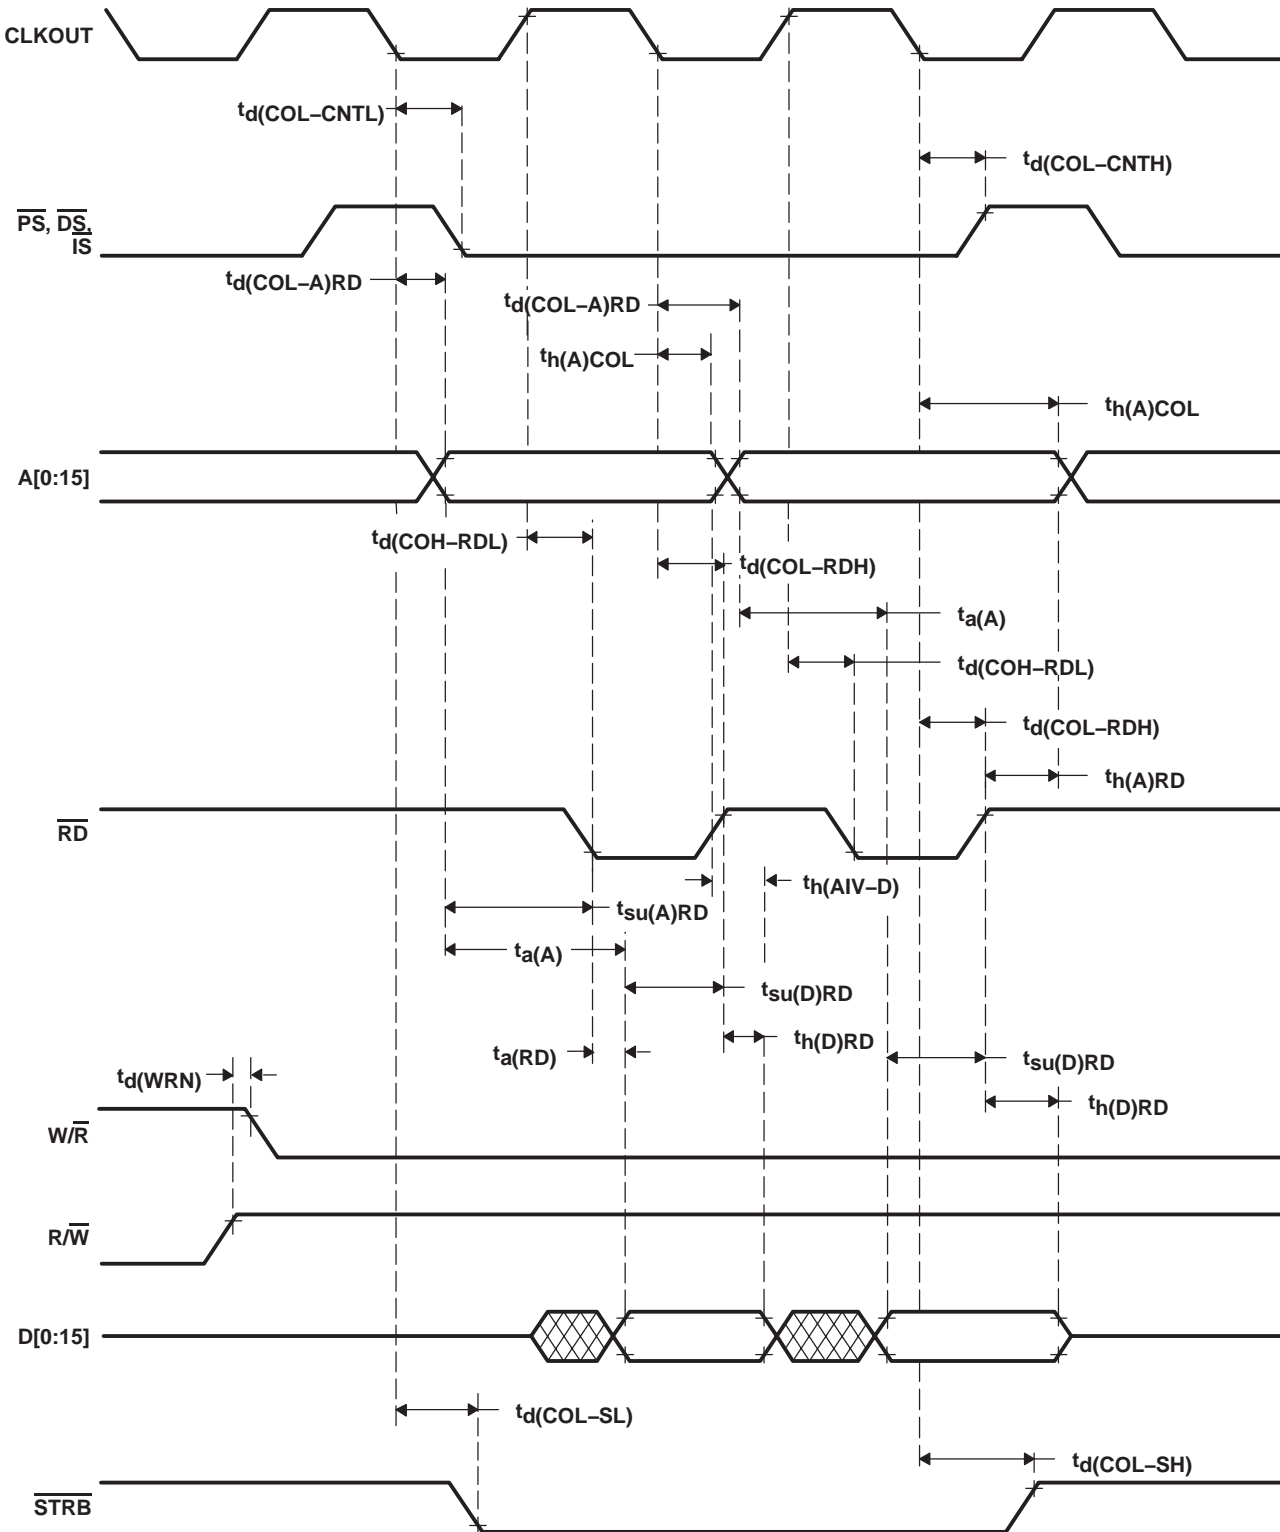 CLKOUT
td(COL–CNTL)
td(COL–CNTH)
PS, DS,
IS
td(COL–A)RD
td(COL–A)RD
th(A)COL
th(A)COL
A[0:15]
td(COH–RDL)
td(COL–RDH)
ta(A)
td(COH–RDL)
td(COL–RDH)
th(A)RD
RD
th(AIV–D)
tsu(A)RD
ta(A)
tsu(D)RD
th(D)RD
ta(RD)
tsu(D)RD
td(WRN)
th(D)RD
W/R
R/W
D[0:15]
td(COL–SL)
td(COL–SH)
STRB